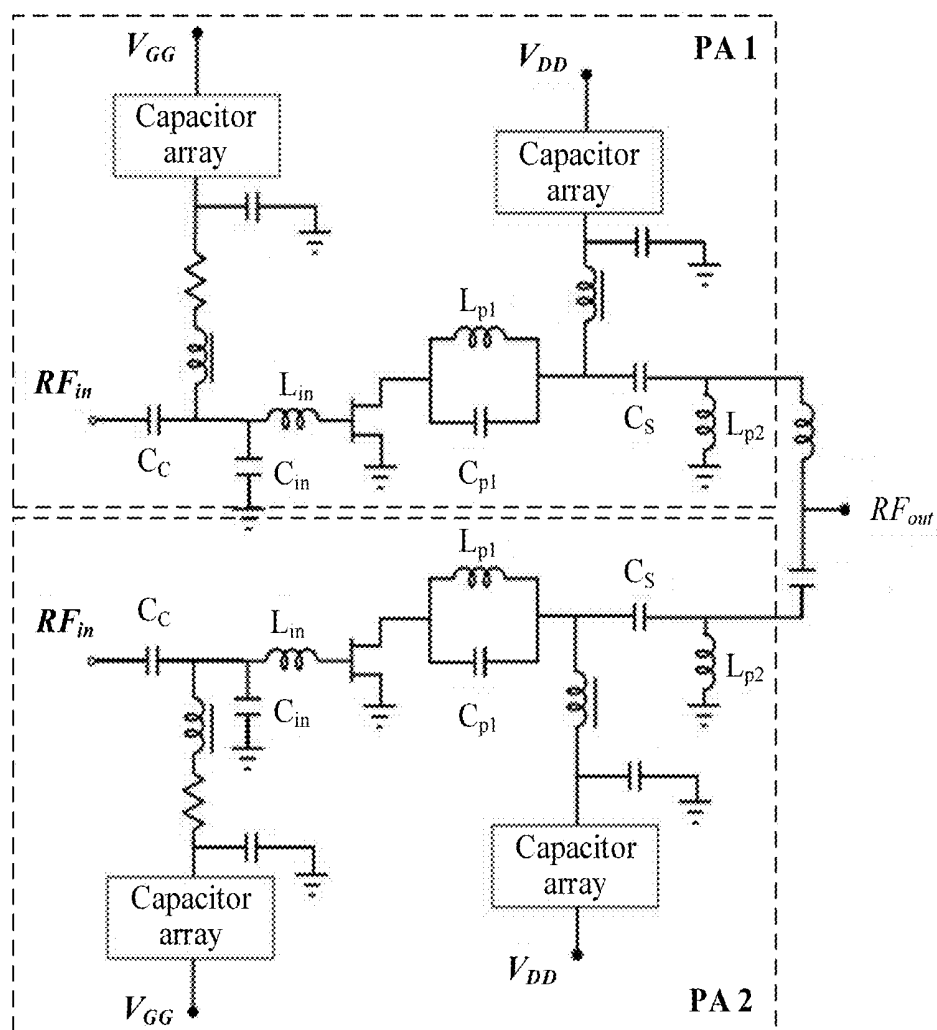 PA 1
V_GG
V_DD
Capacitor
array
Capacitor
array
L_p1
RF_in
L_in
C_C
C_in
C_p1
C_S
L_p2
RF_out
L_p1
C_S
RF_in
C_C
L_in
C_in
C_p1
L_p2
Capacitor
array
Capacitor
array
V_DD
V_GG
PA 2